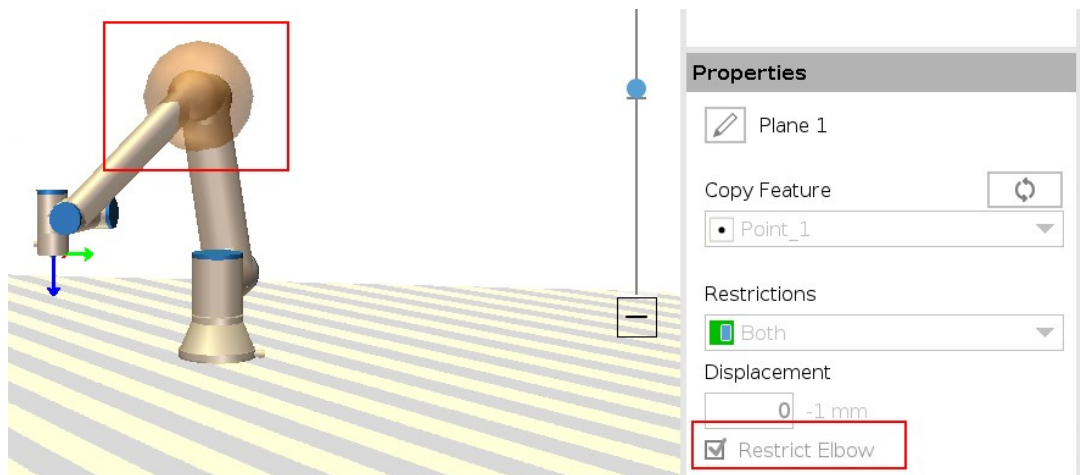 Properties
Plane 1
Copy Feature
Point_1
Restrictions
Both
Displacement
0 -1 mm
Restrict Elbow